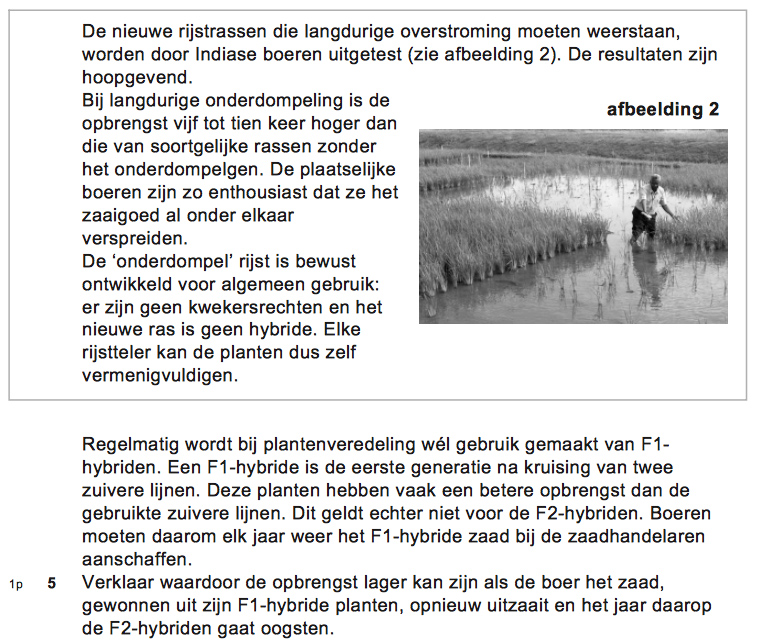 De nieuwe rijstrassen die langdurige overstroming moeten weerstaan,
worden door Indiase boeren uitgetest (zie afbeelding 2). De resultaten zijn
hoopgevend.
Bij langdurige onderdompeling is de
opbrengst vijf tot tien keer hoger dan
die van soortgelijke rassen zonder
het onderdompelgen. De plaatselijke
boeren zijn zo enthousiast dat ze het
zaaigoed al onder elkaar
verspreiden.
De ‘onderdompel’ rijst is bewust
ontwikkeld voor algemeen gebruik:
er zijn geen kwekersrechten en het
nieuwe ras is geen hybride. Elke
rijstteler kan de planten dus zelf
vermenigvuldigen.
afbeelding 2
Regelmatig wordt bij plantenveredeling wél gebruik gemaakt van F1-
hybriden. Een F1-hybride is de eerste generatie na kruising van twee
zuivere lijnen. Deze planten hebben vaak een betere opbrengst dan de
gebruikte zuivere lijnen. Dit geldt echter niet voor de F2-hybriden. Boeren
moeten daarom elk jaar weer het F1-hybride zaad bij de zaadhandelaren
aanschaffen.
1p 5 Verklaar waardoor de opbrengst lager kan zijn als de boer het zaad,
gewonnen uit zijn F1-hybride planten, opnieuw uitzaait en het jaar daarop
de F2-hybriden gaat oogsten.